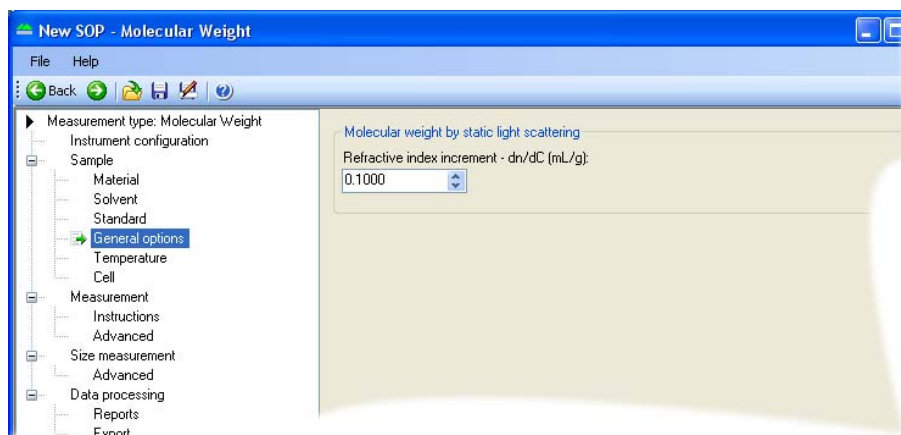 New SOP - Molecular Weight
File Help
Back
Measurement type: Molecular Weight
Instrument configuration
Sample
Material
Solvent
Standard
General options
Temperature
Cell
Measurement
Instructions
Advanced
Size measurement
Advanced
Data processing
Reports
Export
Molecular weight by static light scattering
Refractive index increment - dn/dC (mL/g):
0.1000